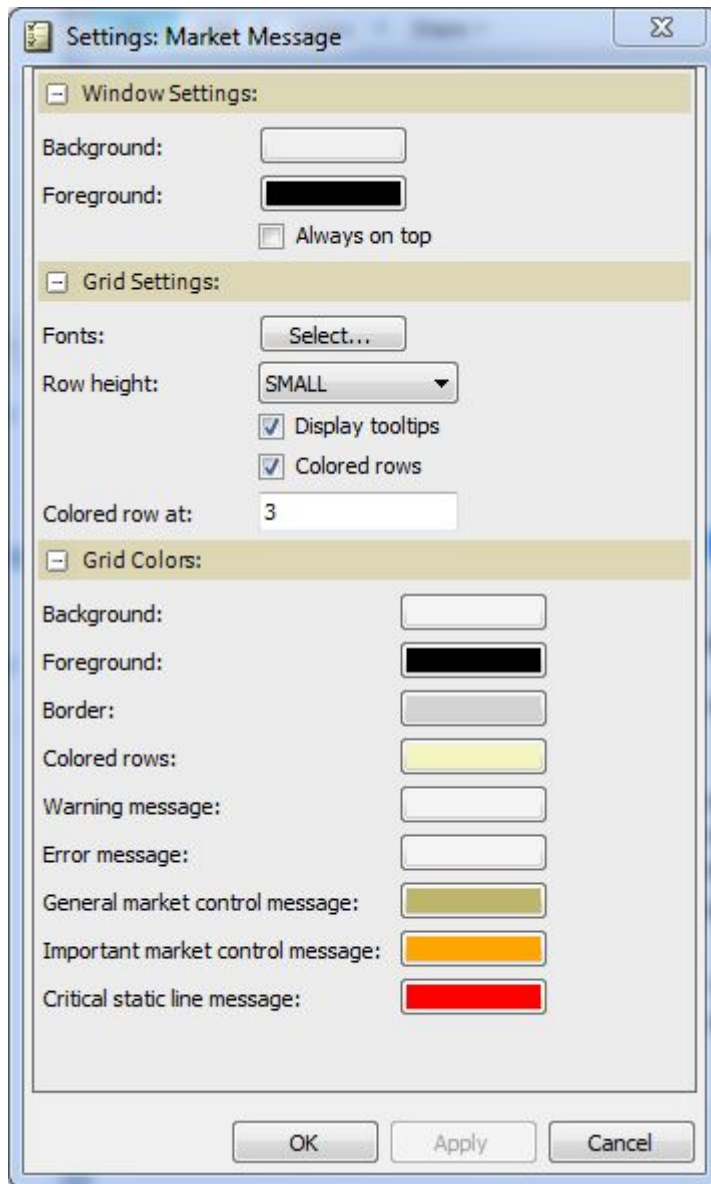 Settings: Market Message
Window Settings:
Background:
Foreground:
Always on top
Grid Settings:
Fonts: Select...
Row height: SMALL
Display tooltips
Colored rows
Colored row at: 3
Grid Colors:
Background:
Foreground:
Border:
Colored rows:
Warning message:
Error message:
General market control message:
Important market control message:
Critical static line message:
OK Apply Cancel